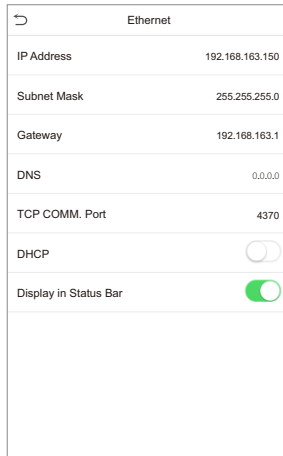 Ethernet
IP Address 192.168.163.150
Subnet Mask 255.255.255.0
Gateway 192.168.163.1
DNS 0.0.0.0
TCP COMM. Port 4370
DHCP
Display in Status Bar